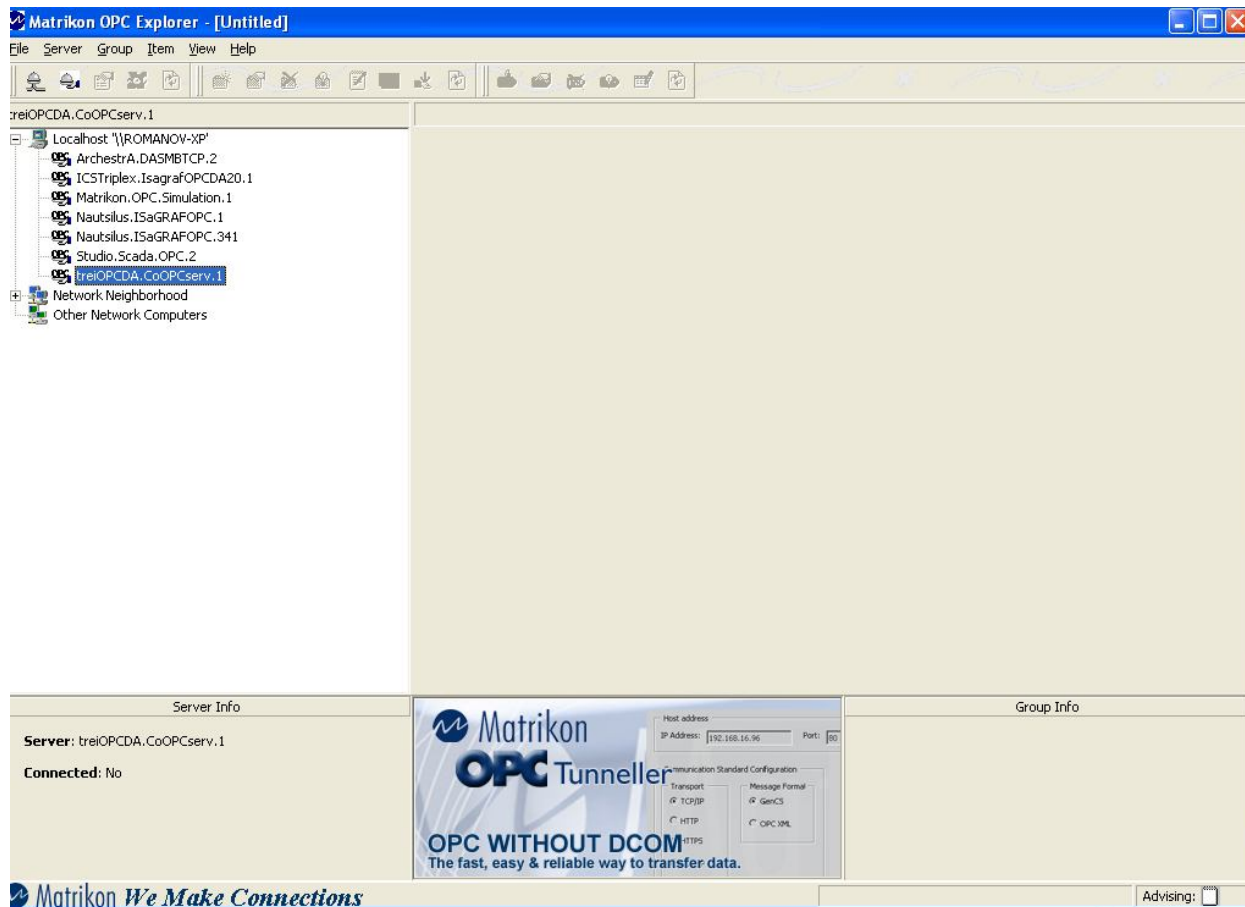 Matrikon OPC Explorer - [Untitled]
File Server Group Item View Help
treiOPCDA.CoOPCserv.1
Localhost '\\ROMANOV-XP'
ArchestrA.DASMBTCP.2
ICSTriplex.IsagrafOPCDA20.1
Matrikon.OPC.Simulation.1
Nautsilus.ISaGRAFOPC.1
Nautsilus.ISaGRAFOPC.341
Studio.Scada.OPC.2
treiOPCDA.CoOPCserv.1
Network Neighborhood
Other Network Computers
Server Info
Server: treiOPCDA.CoOPCserv.1
Connected: No
Matrikon
OPC Tunneller
Host address
IP Address: 192.168.16.96 Port: 80
Communication Standard Configuration
Transport Message Format
TCP/IP GenCS
HTTP OPC XML
HTTPS
OPC WITHOUT DCOM
The fast, easy & reliable way to transfer data.
Group Info
Matrikon We Make Connections
Advising: